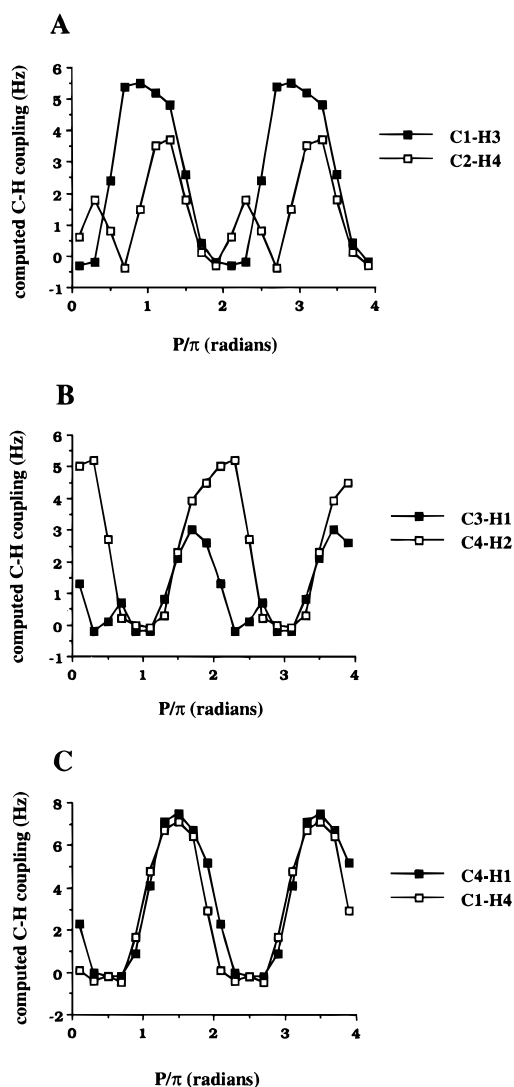 A
computed C-H coupling (Hz)
6
5
4
3
2
1
0
-1
0 1 2 3 4
P/π (radians)
C1-H3
C2-H4
B
computed C-H coupling (Hz)
6
5
4
3
2
1
0
-1
0 1 2 3 4
P/π (radians)
C3-H1
C4-H2
C
computed C-H coupling (Hz)
8
6
4
2
0
-2
0 1 2 3 4
P/π (radians)
C4-H1
C1-H4